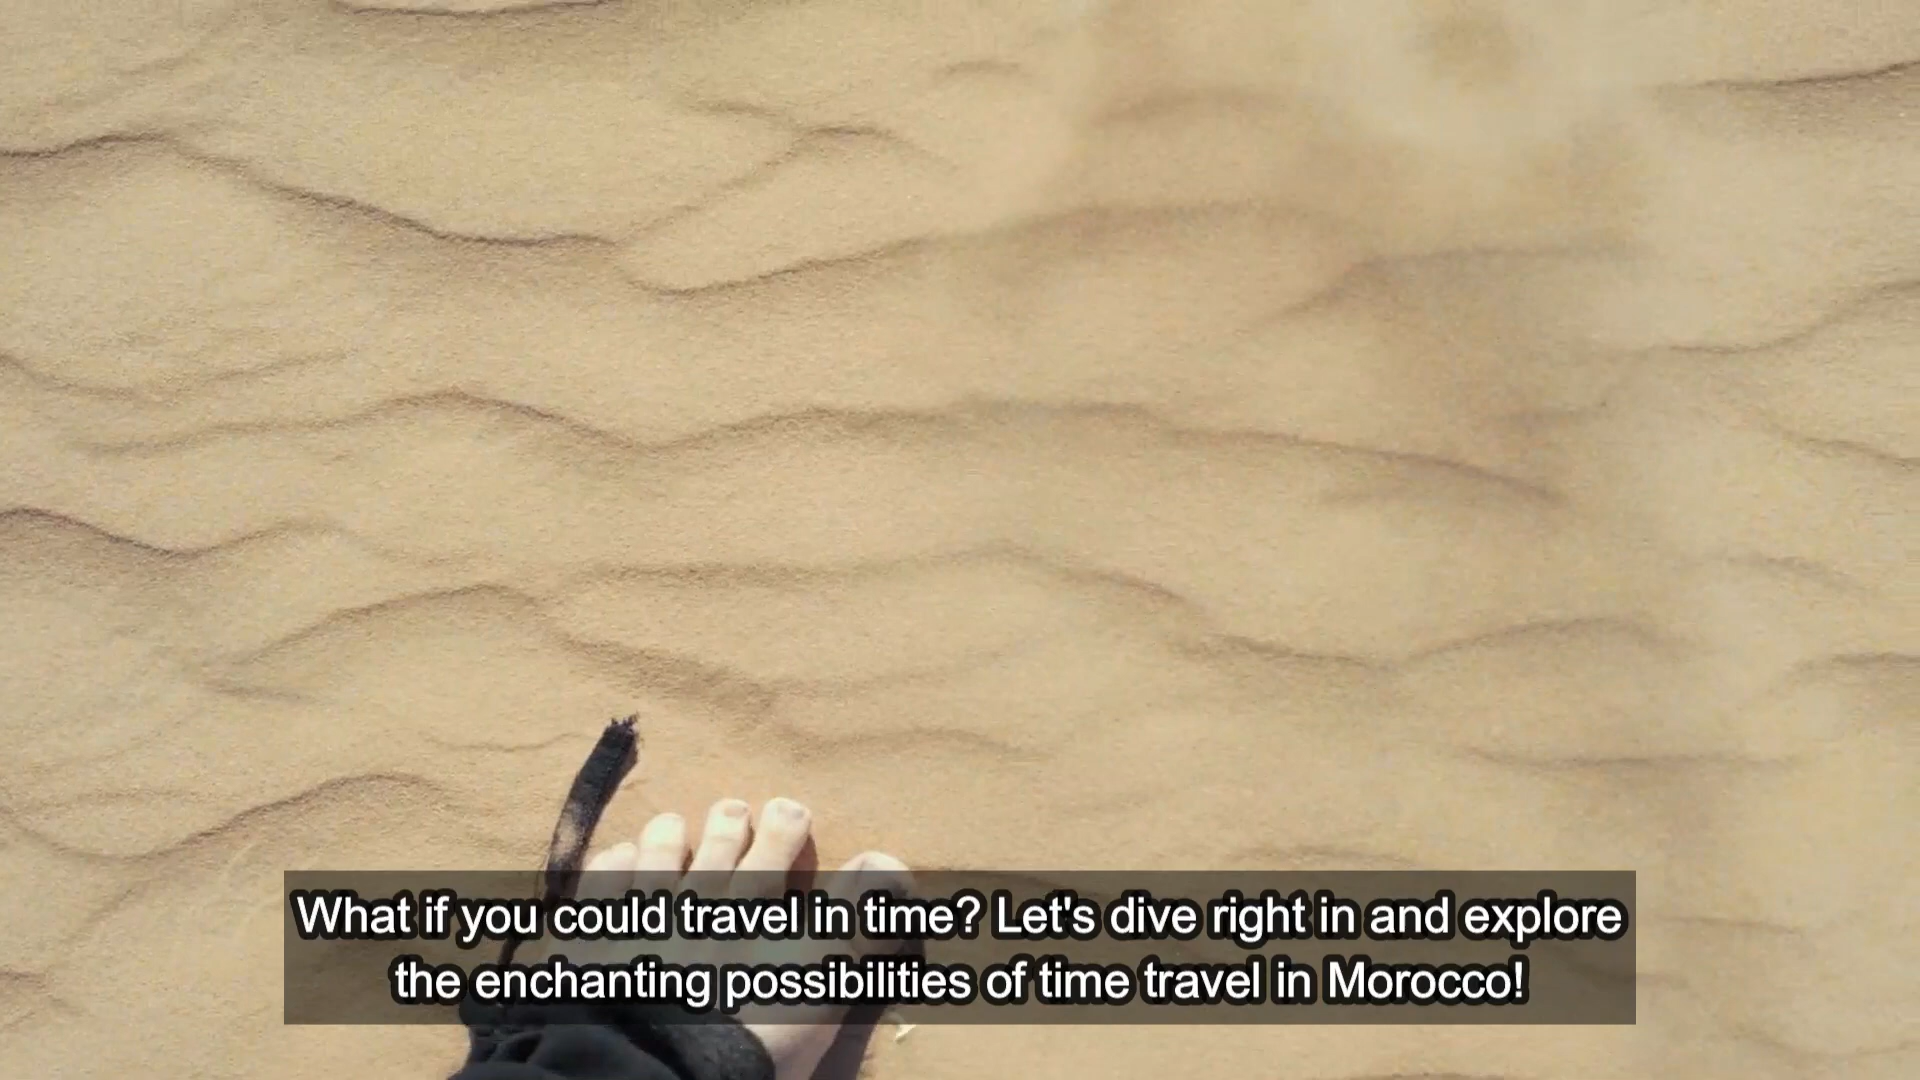 What if you could travel in time? Let's dive right in and explore
the enchanting possibilities of time travel in Morocco!